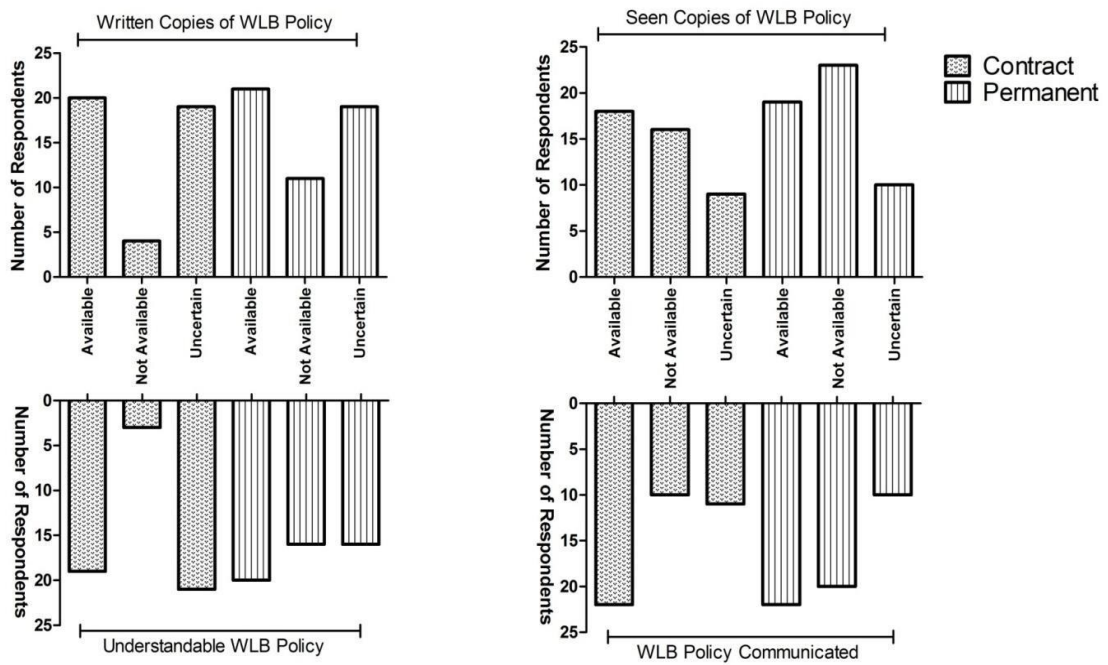 Written Copies of WLB Policy
Seen Copies of WLB Policy
Contract
Permanent
Number of Respondents
25
20
15
10
5
0
Available
Not Available
Uncertain
Available
Not Available
Uncertain
Number of Respondents
25
20
15
10
5
0
Available
Not Available
Uncertain
Available
Not Available
Uncertain
Number of Respondents
0
5
10
15
20
25
Understandable WLB Policy
Number of Respondents
0
5
10
15
20
25
WLB Policy Communicated